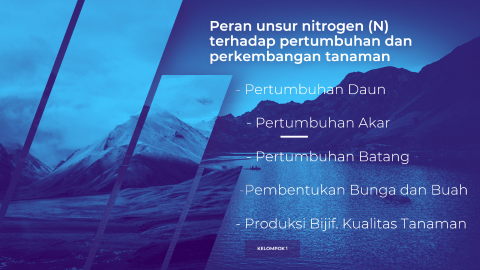 Peran unsur nitrogen (N)
terhadap pertumbuhan dan
perkembangan tanaman
- Pertumbuhan Daun
- Pertumbuhan Akar
- Pertumbuhan Batang
-Pembentukan Bunga dan Buah
- Produksi Bijif. Kualitas Tanaman
KELOMPOK 1